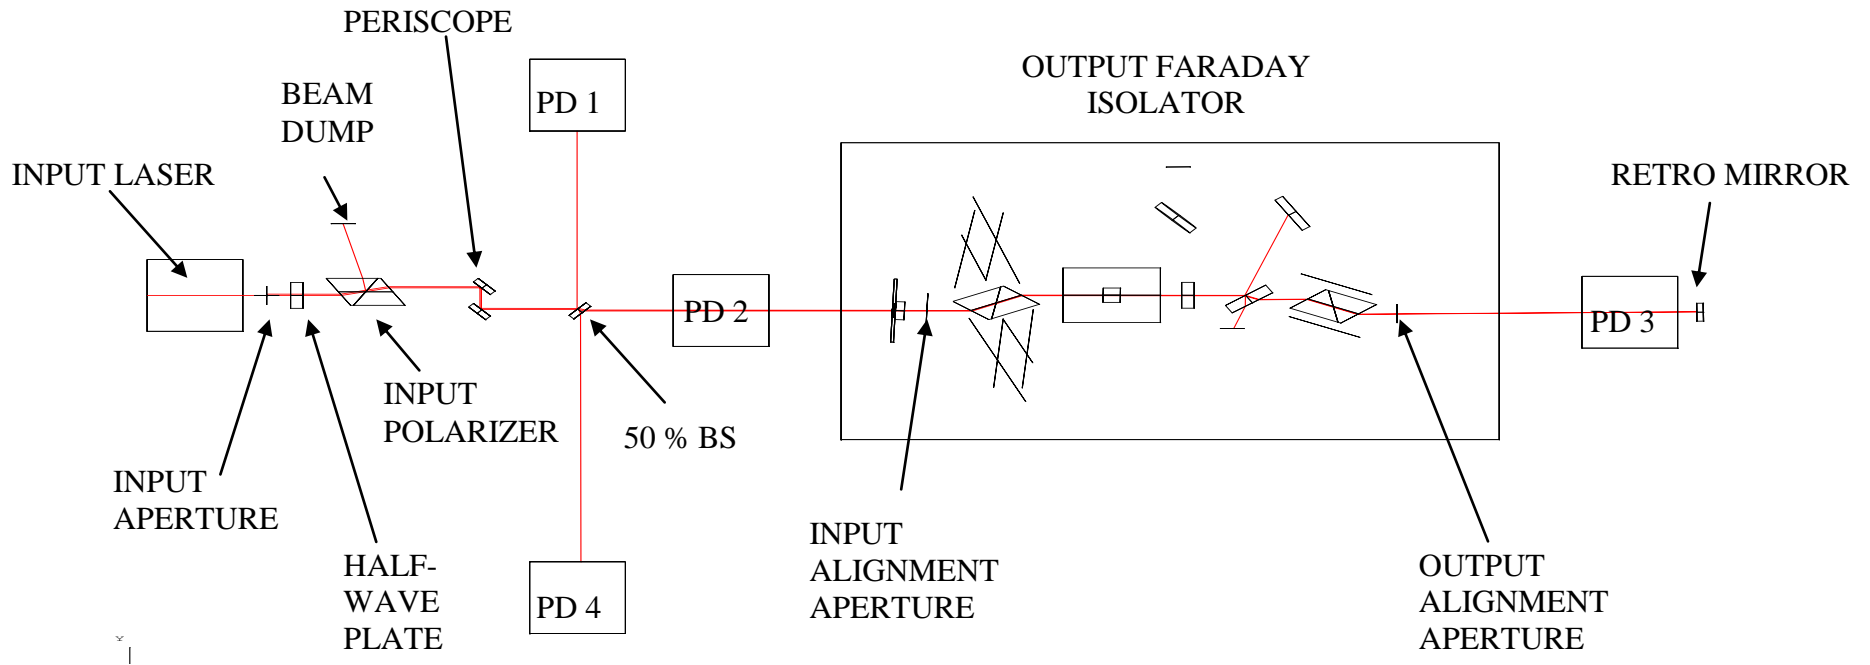 PERISCOPE
BEAM
DUMP
PD 1
OUTPUT FARADAY
ISOLATOR
INPUT LASER
RETRO MIRROR
PD 2
PD 3
INPUT
POLARIZER
50 % BS
INPUT
APERTURE
HALF-
WAVE
PLATE
PD 4
INPUT
ALIGNMENT
APERTURE
OUTPUT
ALIGNMENT
APERTURE